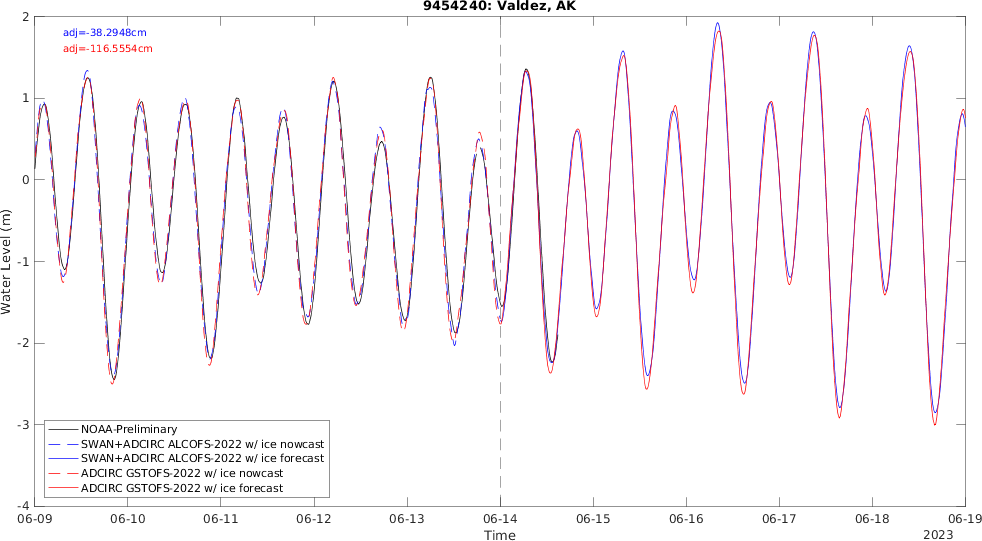 9454240: Valdez, AK
adj=-38.2948cm
adj=-116.5554cm
2
1
0
-1
-2
-3
-4
Water Level (m)
NOAA-Preliminary
SWAN+ADCIRC ALCOFS-2022 w/ ice nowcast
SWAN+ADCIRC ALCOFS-2022 w/ ice forecast
ADCIRC GSTOFS-2022 w/ ice nowcast
ADCIRC GSTOFS-2022 w/ ice forecast
06-09 06-10 06-11 06-12 06-13 06-14 06-15 06-16 06-17 06-18 06-19
Time
2023